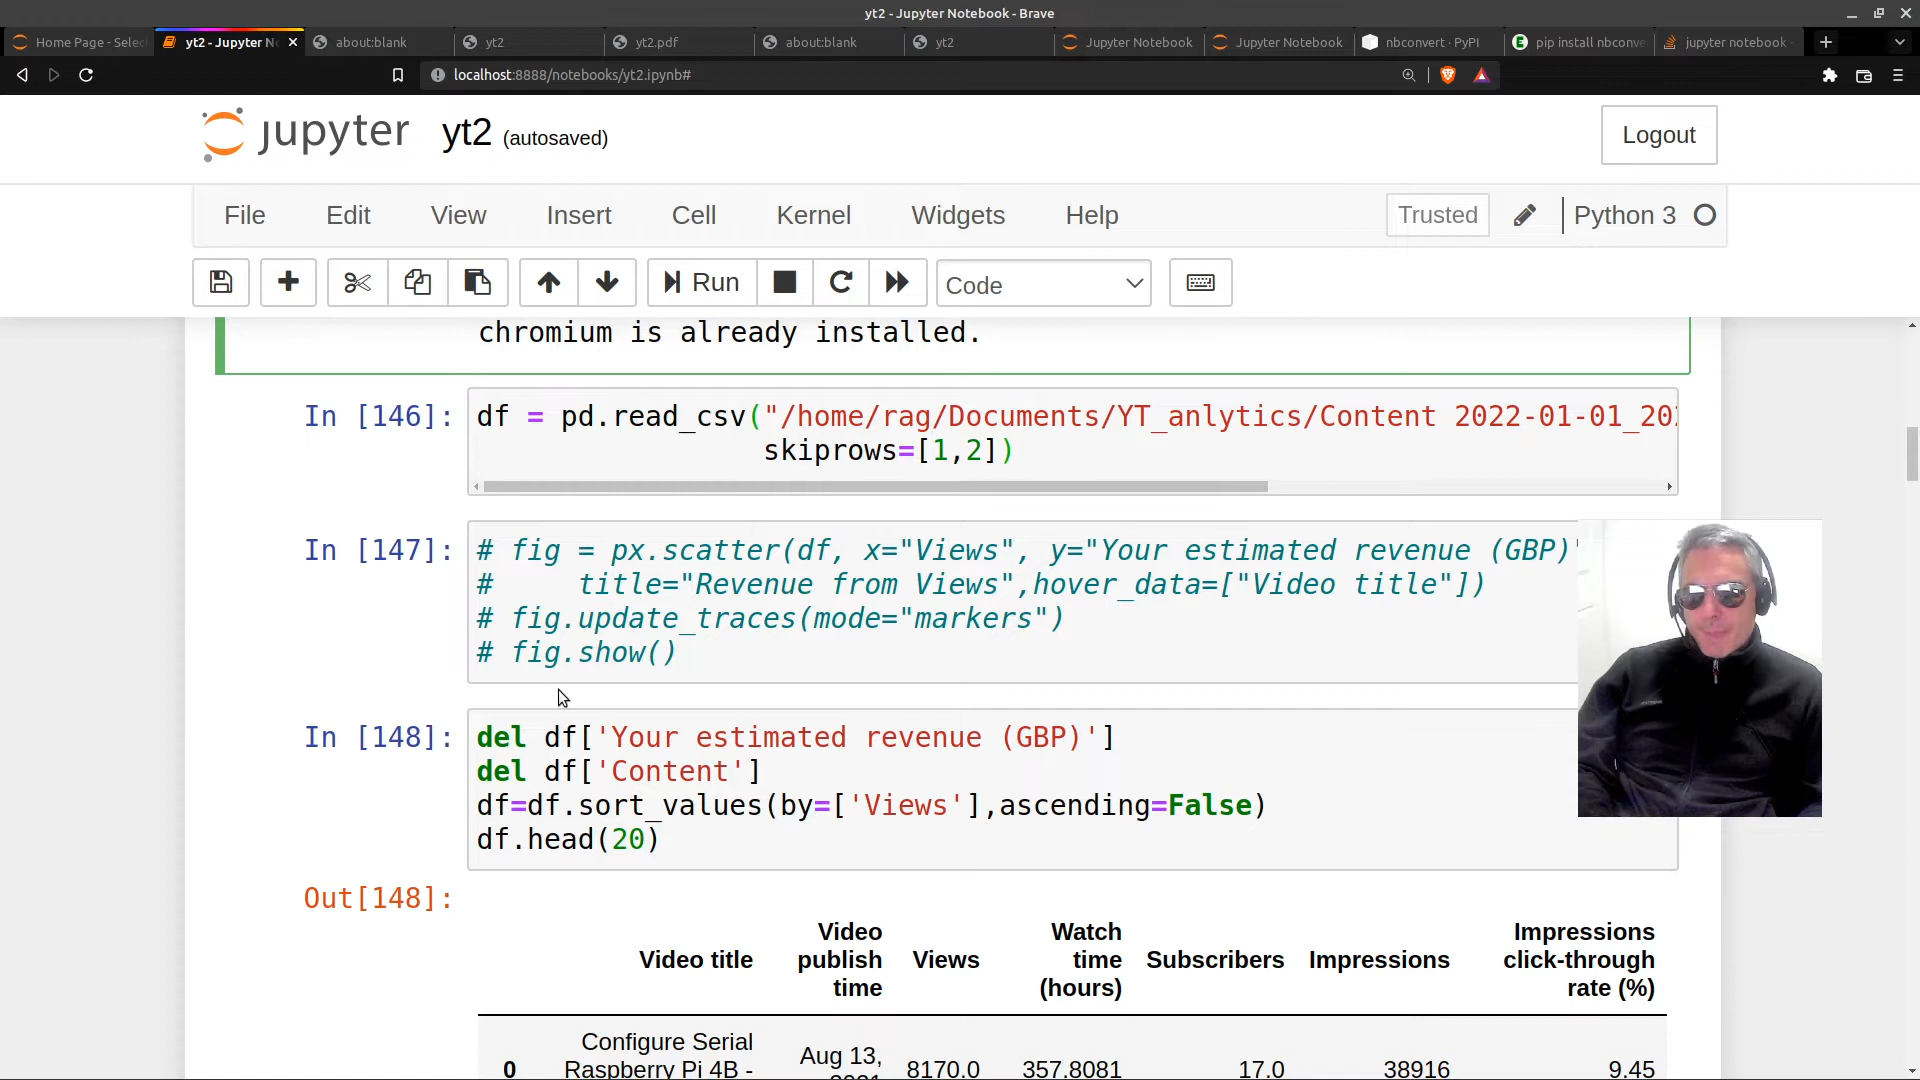 yt2 - Jupyter Notebook - Brave
Home Page - Selec
yt2 - Jupyter N
about:blank
yt2
yt2.pdf
about:blank
yt2
Jupyter Notebook
Jupyter Notebook
nbconvert · PyPI
pip install nbconve
jupyter notebook -
localhost:8888/notebooks/yt2.ipynb#
jupyter yt2 (autosaved)
Logout
File Edit View Insert Cell Kernel Widgets Help
Trusted
Python 3
Run
Code
chromium is already installed.
In [146]: df = pd.read_csv("/home/rag/Documents/YT_anlytics/Content 2022-01-01_20
skiprows=[1,2])
In [147]: # fig = px.scatter(df, x="Views", y="Your estimated revenue (GBP)"
# title="Revenue from Views",hover_data=["Video title"])
# fig.update_traces(mode="markers")
# fig.show()
In [148]: del df['Your estimated revenue (GBP)']
del df['Content']
df=df.sort_values(by=['Views'],ascending=False)
df.head(20)
Out[148]:
Video title
Video
publish
time
Views
Watch
time
(hours)
Subscribers
Impressions
Impressions
click-through
rate (%)
0
Configure Serial
Raspberry Pi 4B -
Aug 13,
8170.0
357.8081
17.0
38916
9.45